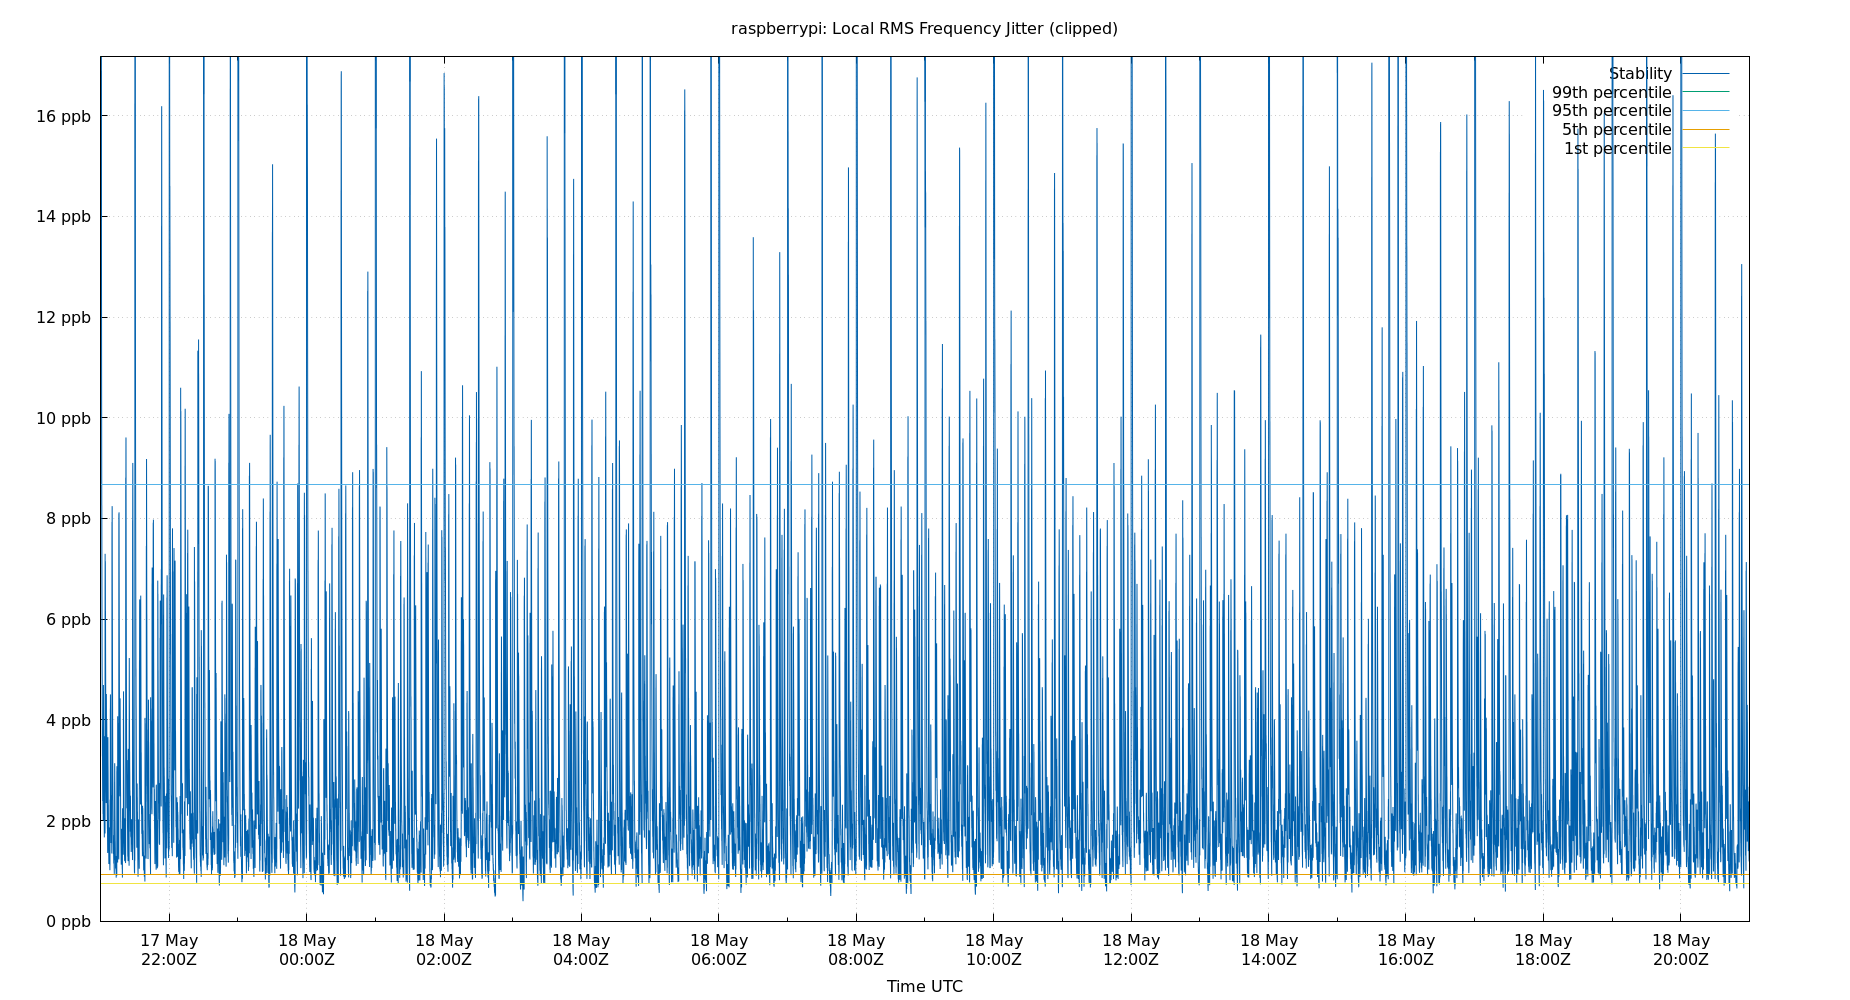 raspberrypi: Local RMS Frequency Jitter (clipped)
Stability
99th percentile
95th percentile
5th percentile
1st percentile
16 ppb
14 ppb
12 ppb
10 ppb
8 ppb
6 ppb
4 ppb
2 ppb
0 ppb
17 May 18 May 18 May 18 May 18 May 18 May 18 May 18 May 18 May 18 May 18 May 18 May
22:00Z 00:00Z 02:00Z 04:00Z 06:00Z 08:00Z 10:00Z 12:00Z 14:00Z 16:00Z 18:00Z 20:00Z
Time UTC